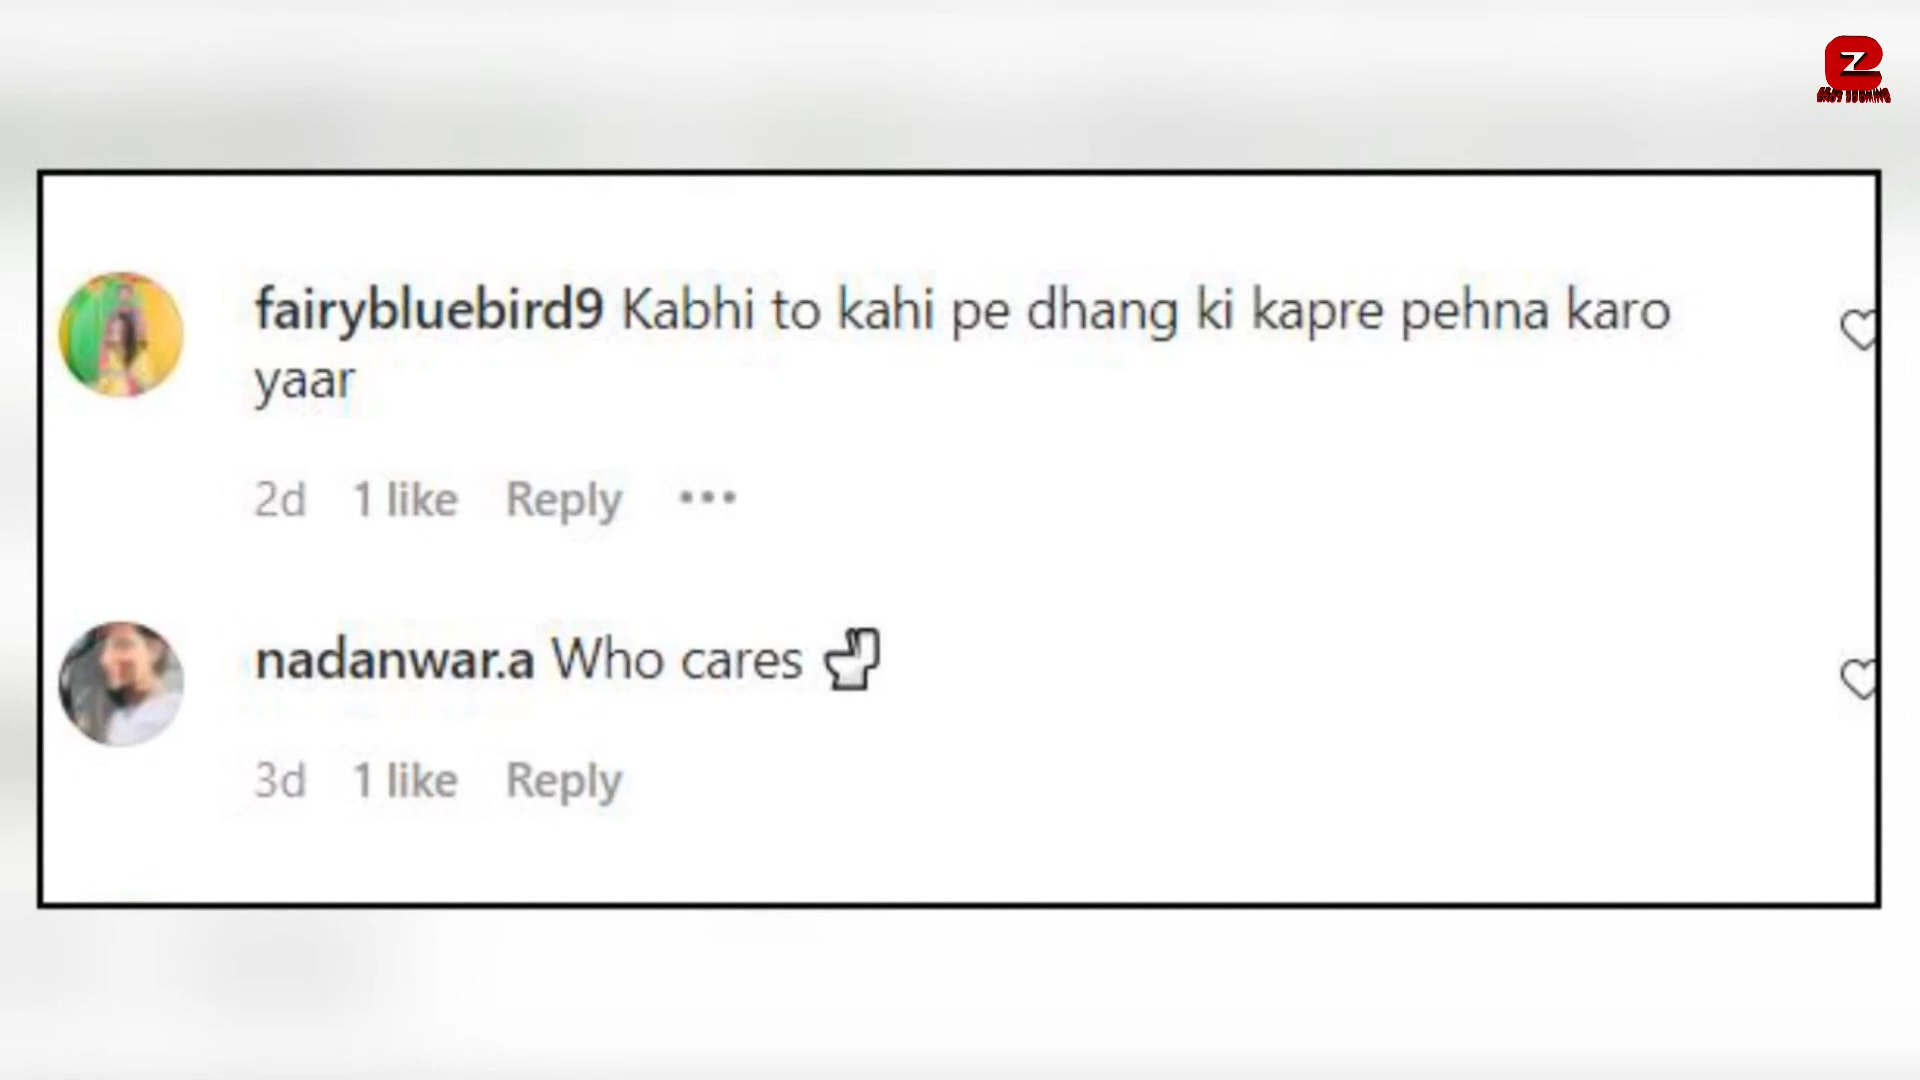 Z
fairybluebird9 Kabhi to kahi pe dhang ki kapre pehna karo
yaar
2d 1 like Reply •••
nadanwar.a Who cares
3d 1 like Reply